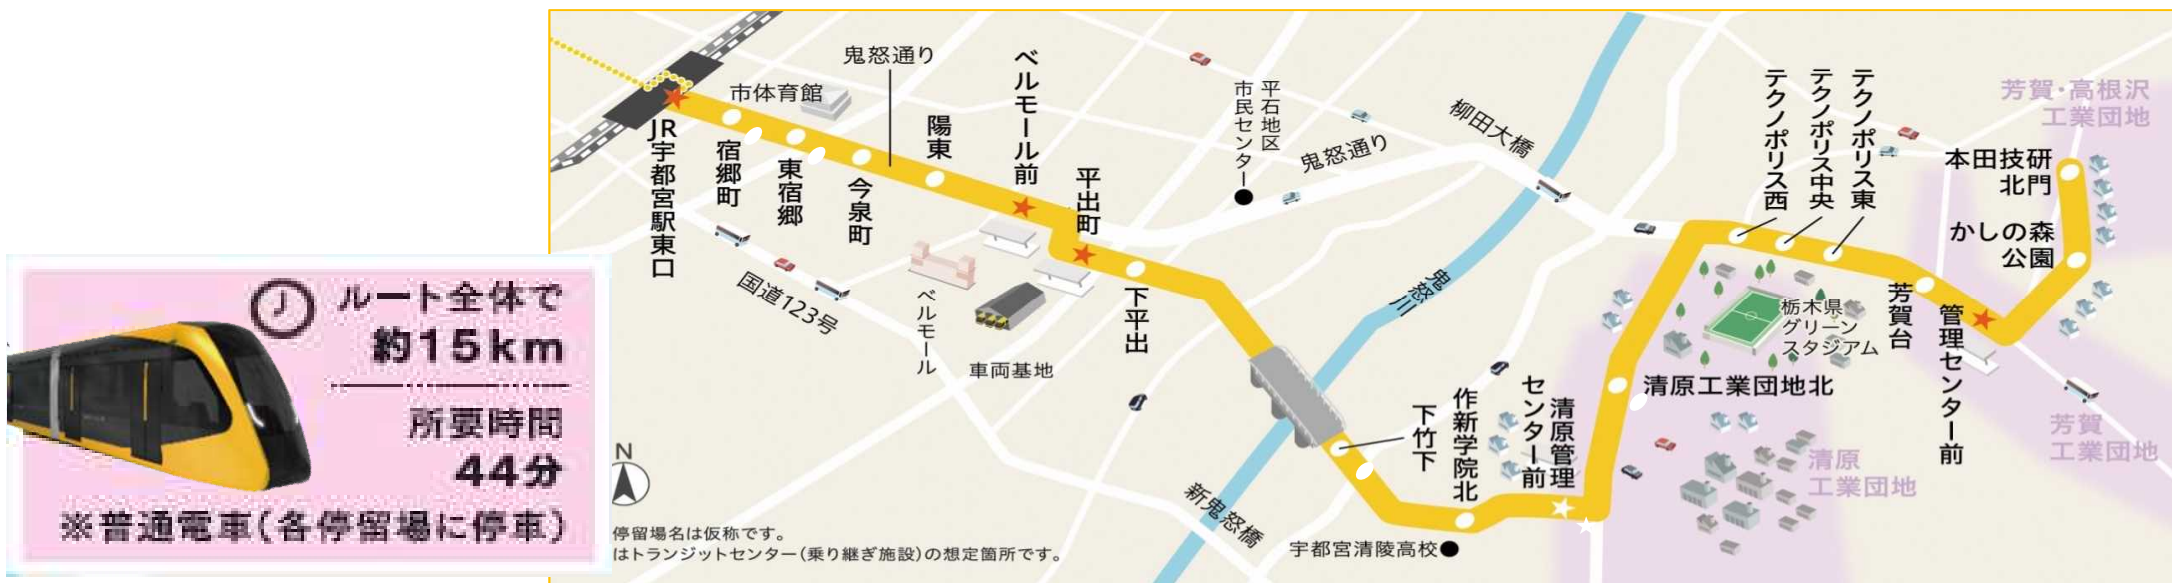 ルート全体で
約15km
所要時間
44分
※普通電車(各停留場に停車)
鬼怒通り
市体育館
JR宇都宮駅東口
宿郷町
東宿郷
今泉町
陽東
ベルモール前
平出町
下平出
ベルモール
車両基地
国道123号
平石地区
市民センター
鬼怒通り
柳田大橋
鬼怒川
新鬼怒橋
下竹下
作新学院北
清原管理
センター前
宇都宮清陵高校
清原工業団地北
テクノポリス西
テクノポリス中央
テクノポリス東
栃木県
グリーン
スタジアム
芳賀台
管理センター前
かしの森
公園
本田技研
北門
芳賀・高根沢
工業団地
芳賀
工業団地
清原
工業団地
N
停留場名は仮称です。
はトランジットセンター(乗り継ぎ施設)の想定箇所です。